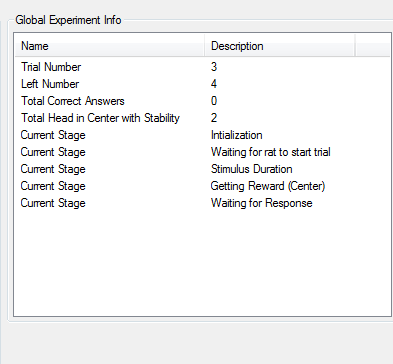 Global Experiment Info
Name Description
Trial Number 3
Left Number 4
Total Correct Answers 0
Total Head in Center with Stability 2
Current Stage Intialization
Current Stage Waiting for rat to start trial
Current Stage Stimulus Duration
Current Stage Getting Reward (Center)
Current Stage Waiting for Response